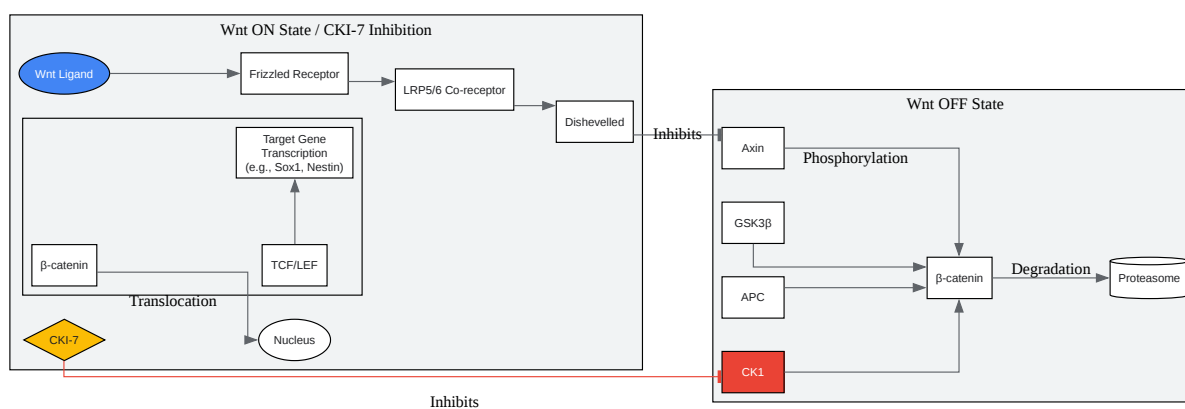 Wnt ON State / CKI-7 Inhibition
Wnt Ligand
Frizzled Receptor
LRP5/6 Co-receptor
Dishevelled
Inhibits
Target Gene
Transcription
(e.g., Sox1, Nestin)
β-catenin
TCF/LEF
Translocation
CKI-7
Nucleus
Inhibits
Wnt OFF State
Axin
Phosphorylation
GSK3β
APC
β-catenin
Degradation
Proteasome
CK1